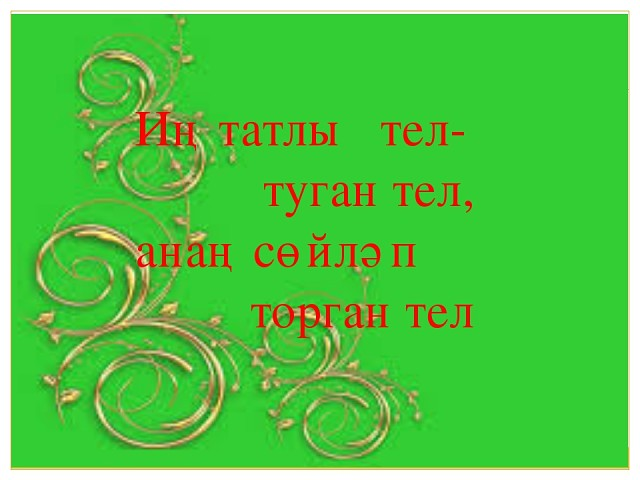 Иң татлы тел-
туган тел,
анаң сөйләп
торган тел